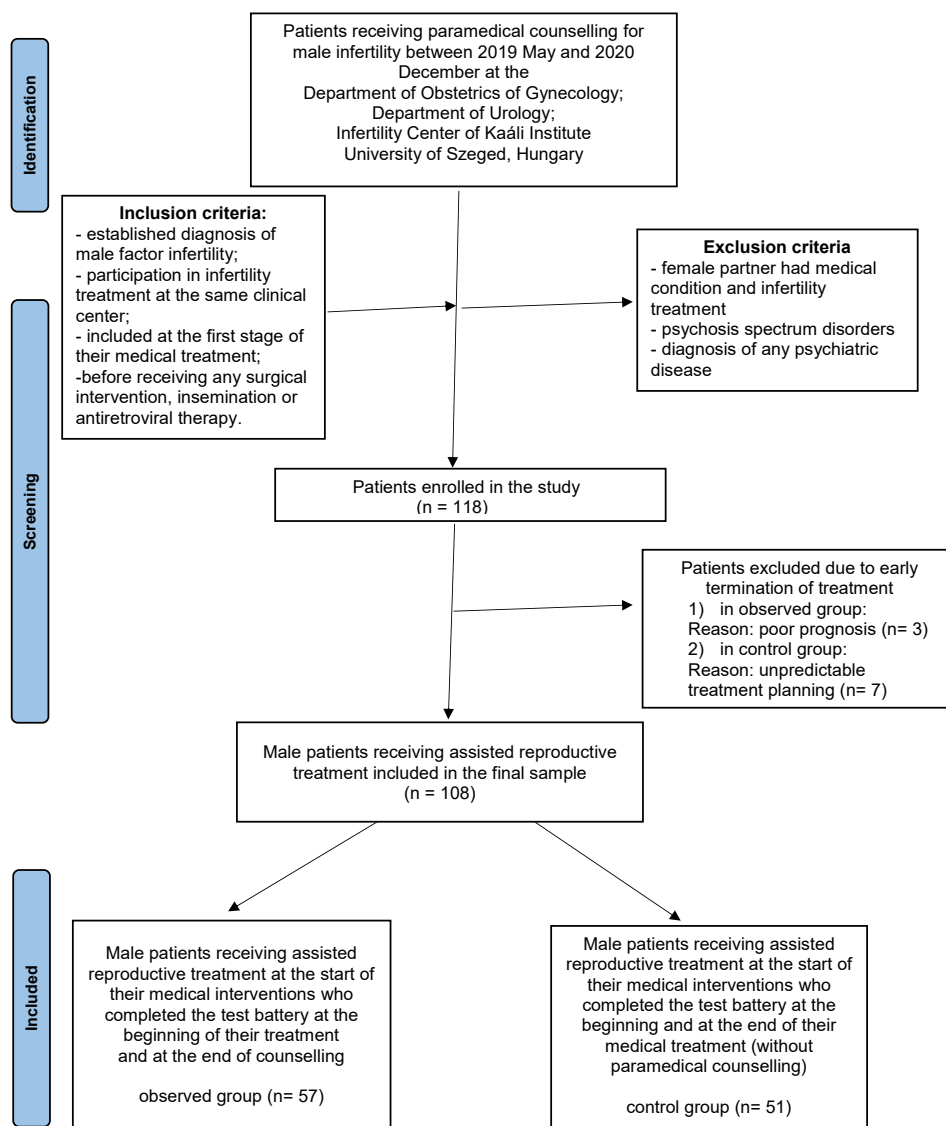 Identification
Patients receiving paramedical counselling for
male infertility between 2019 May and 2020
December at the
Department of Obstetrics of Gynecology;
Department of Urology;
Infertility Center of Kaáli Institute
University of Szeged, Hungary
Screening
Inclusion criteria:
- established diagnosis of
male factor infertility;
- participation in infertility
treatment at the same clinical
center;
- included at the first stage of
their medical treatment;
-before receiving any surgical
intervention, insemination or
antiretroviral therapy.
Exclusion criteria
- female partner had medical
condition and infertility
treatment
- psychosis spectrum disorders
- diagnosis of any psychiatric
disease
Patients enrolled in the study
(n = 118)
Patients excluded due to early
termination of treatment
1) in observed group:
Reason: poor prognosis (n= 3)
2) in control group:
Reason: unpredictable
treatment planning (n= 7)
Male patients receiving assisted reproductive
treatment included in the final sample
(n = 108)
Included
Male patients receiving assisted
reproductive treatment at the start of
their medical interventions who
completed the test battery at the
beginning of their treatment
and at the end of counselling
observed group (n= 57)
Male patients receiving assisted
reproductive treatment at the start of
their medical interventions who
completed the test battery at the
beginning and at the end of their
medical treatment (without
paramedical counselling)
control group (n= 51)